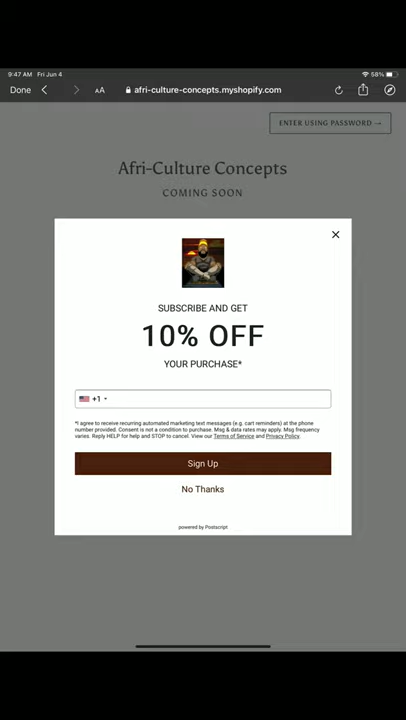 9:47 AM Fri Jun 4
58%
Done
AA
afri-culture-concepts.myshopify.com
ENTER USING PASSWORD →
Afri-Culture Concepts
COMING SOON
SUBSCRIBE AND GET
10% OFF
YOUR PURCHASE*
+1
*I agree to receive recurring automated marketing text messages (e.g. cart reminders) at the phone
number provided. Consent is not a condition to purchase. Msg & data rates may apply. Msg frequency
varies. Reply HELP for help and STOP to cancel. View our Terms of Service and Privacy Policy.
Sign Up
No Thanks
powered by Postscript